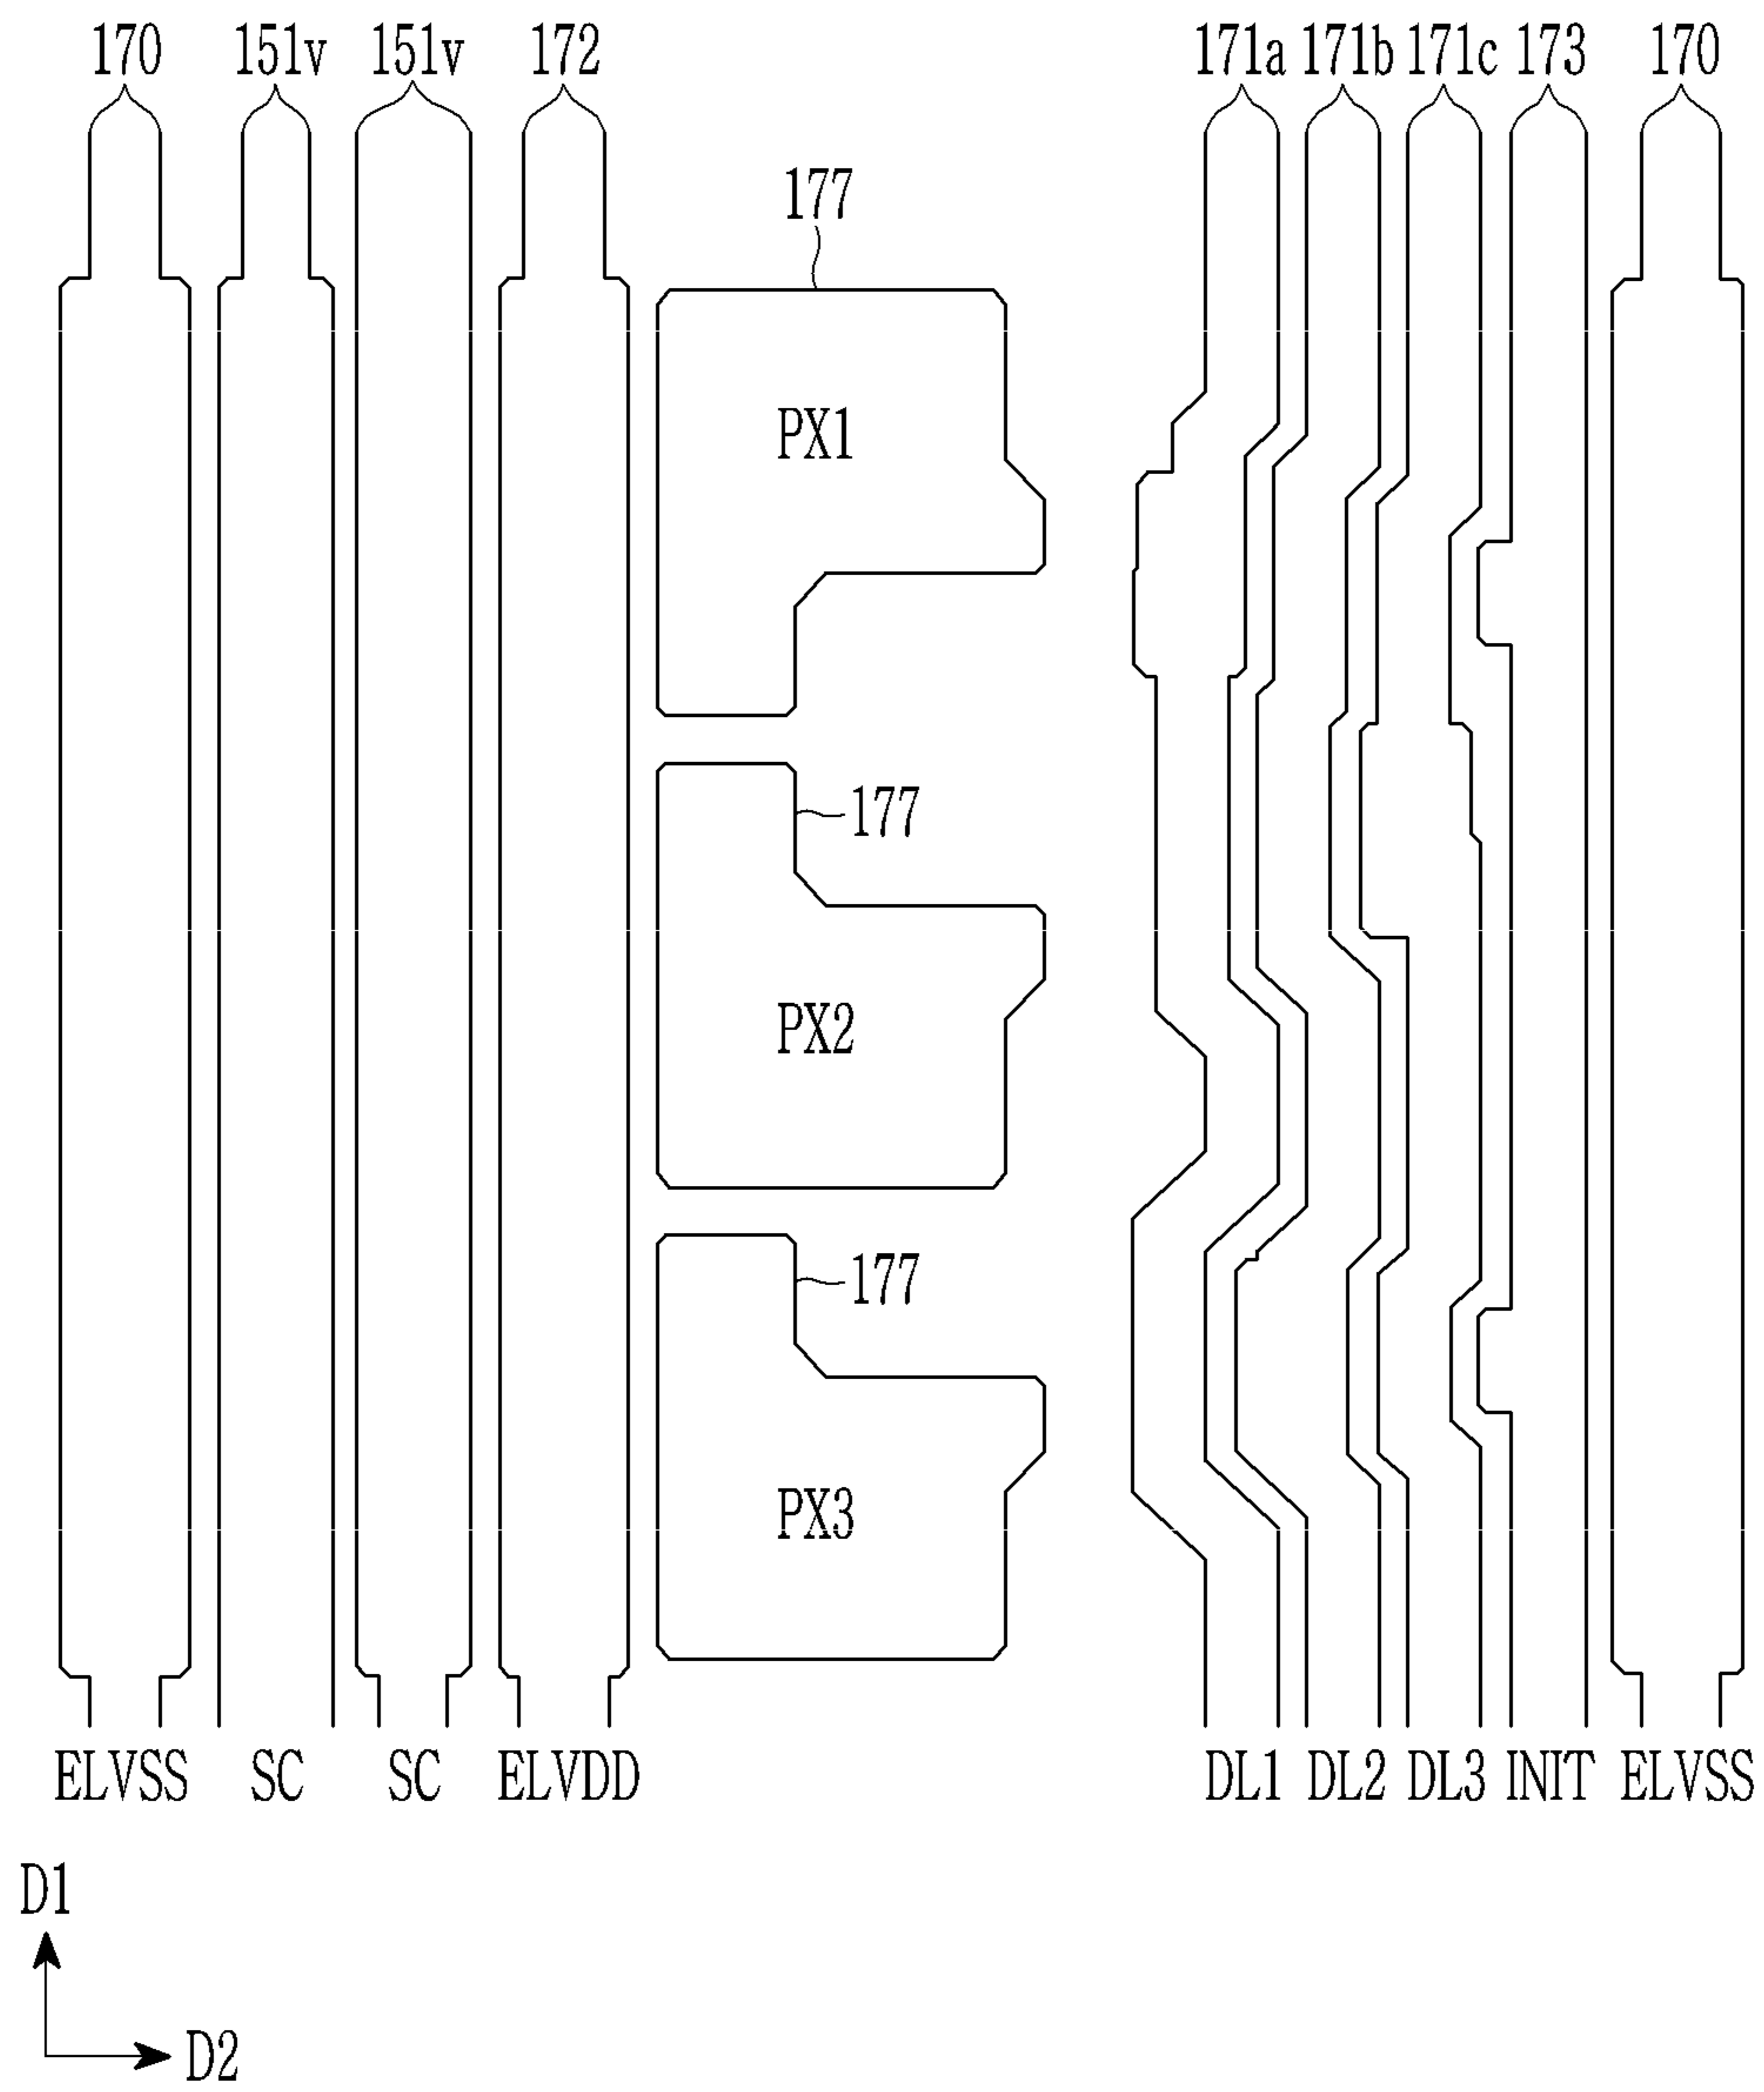 170 151v 151v 172 171a 171b 171c 173 170
177
PX1
177
PX2
177
PX3
ELVSS SC SC ELVDD DL1 DL2 DL3 INIT ELVSS
D1
D2